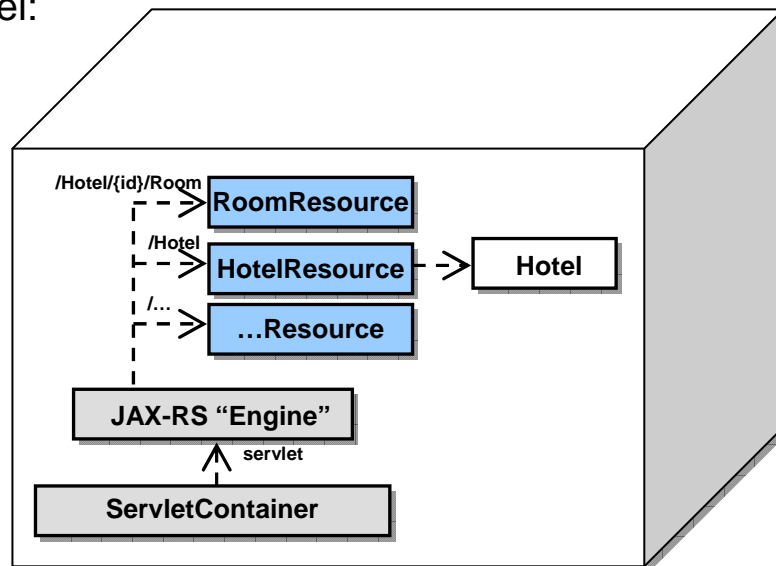 el:
/Hotel/{id}/Room
RoomResource
/Hotel
HotelResource
Hotel
/…
…Resource
JAX-RS “Engine”
servlet
ServletContainer